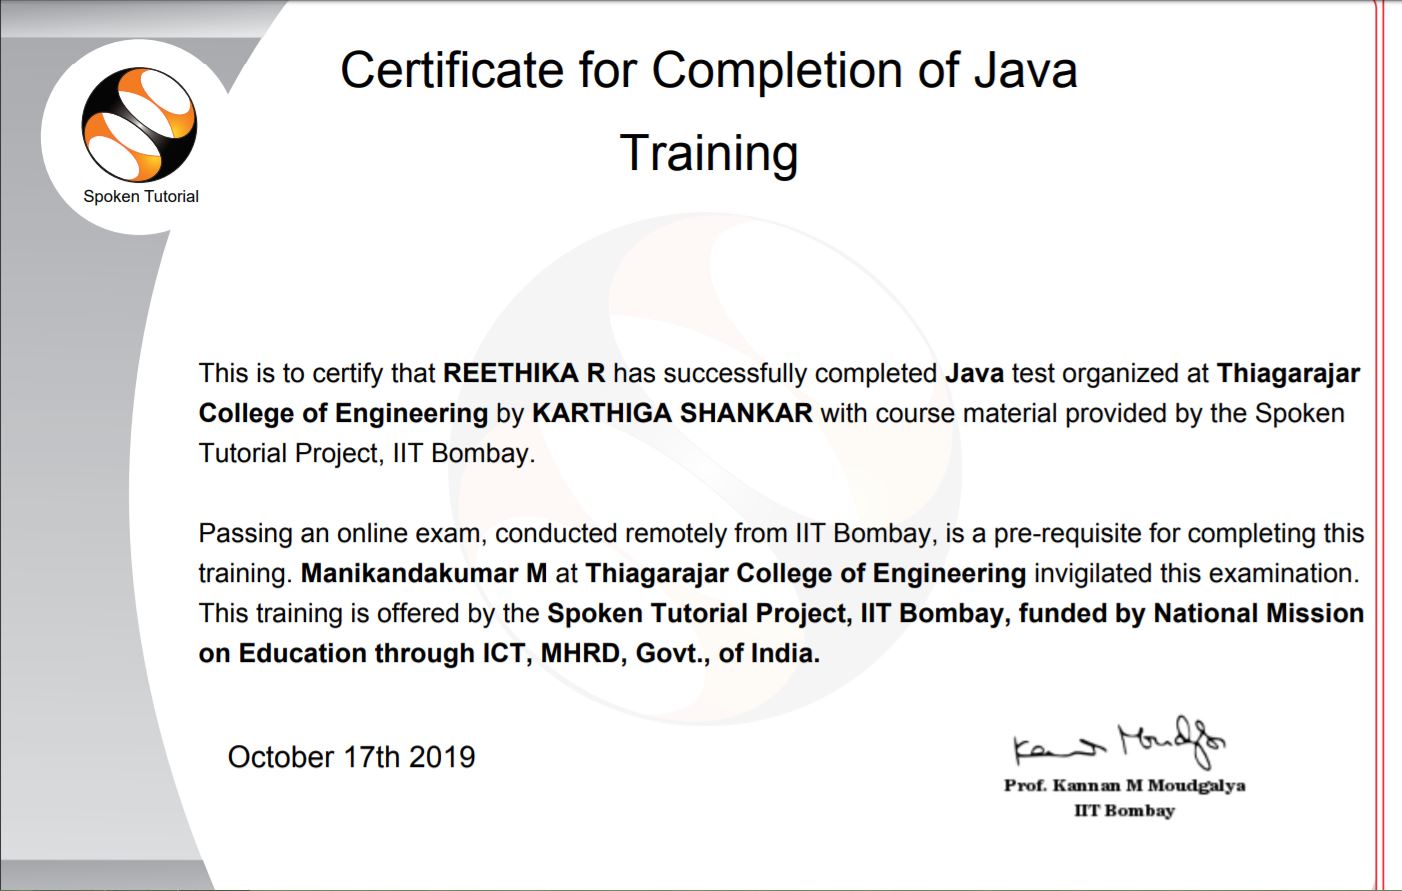 Certificate for Completion of Java
Training
Spoken Tutorial
This is to certify that REETHIKA R has successfully completed Java test organized at Thiagarajar
College of Engineering by KARTHIGA SHANKAR with course material provided by the Spoken
Tutorial Project, IIT Bombay.
Passing an online exam, conducted remotely from IIT Bombay, is a pre-requisite for completing this
training. Manikandakumar M at Thiagarajar College of Engineering invigilated this examination.
This training is offered by the Spoken Tutorial Project, IIT Bombay, funded by National Mission
on Education through ICT, MHRD, Govt., of India.
October 17th 2019
Kannan Moudgalya
Prof. Kannan M Moudgalya
IIT Bombay